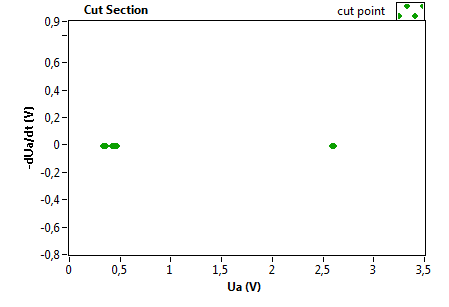 Cut Section
cut point
0,9
0,6
0,4
0,2
0
-0,2
-0,4
-0,6
-0,8
-dUa/dt (V)
0 0,5 1 1,5 2 2,5 3 3,5
Ua (V)